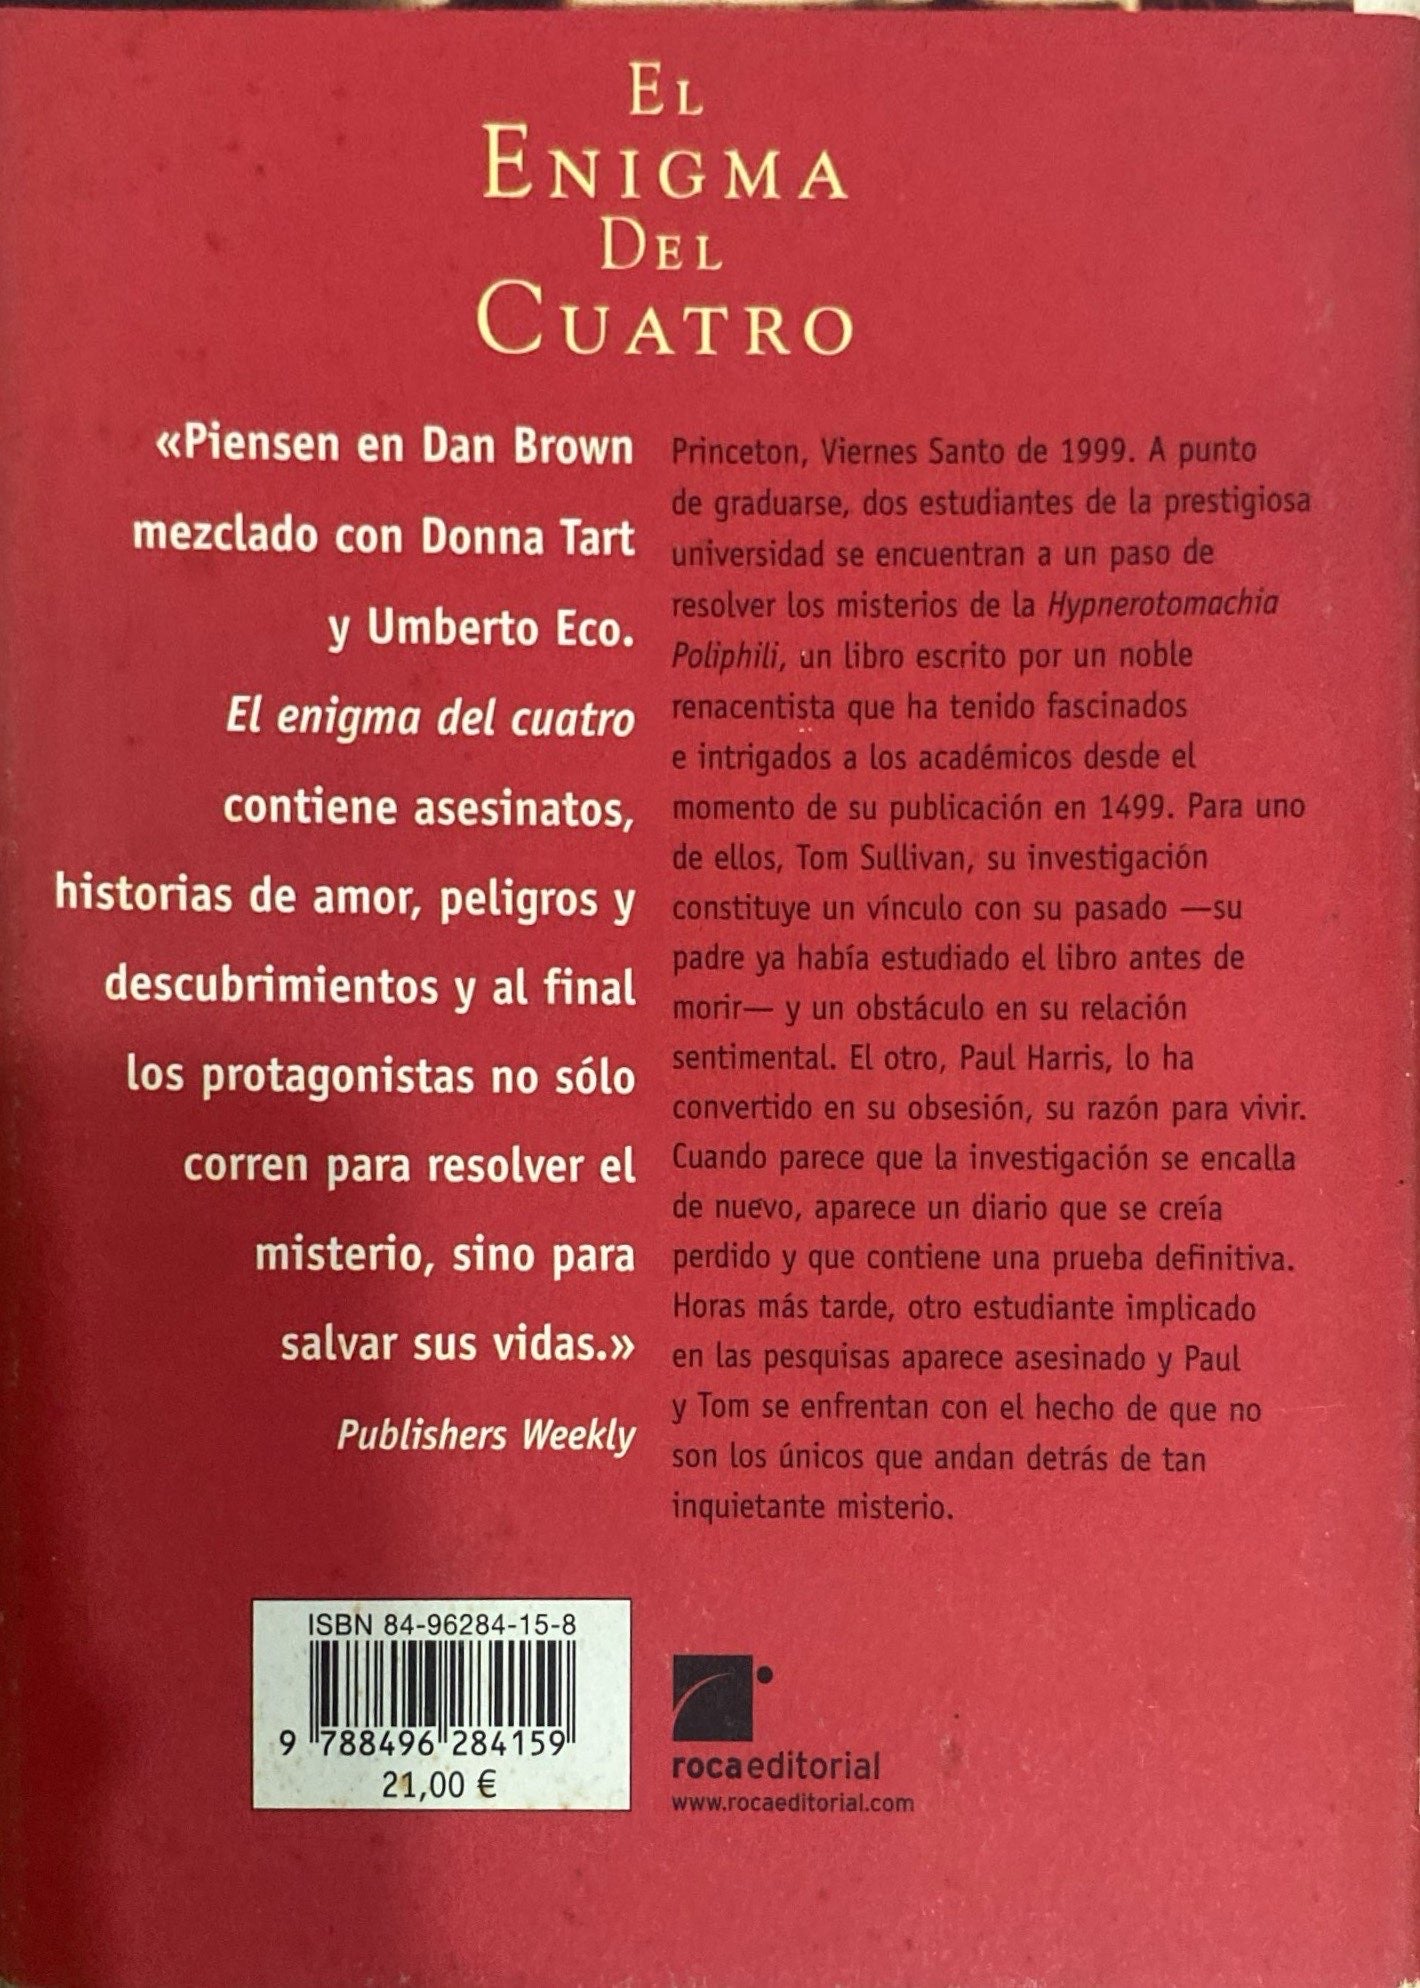 EL
ENIGMA
DEL
CUATRO
«Piensen en Dan Brown
mezclado con Donna Tart
y Umberto Eco.
El enigma del cuatro
contiene asesinatos,
historias de amor, peligros y
descubrimientos y al final
los protagonistas no sólo
corren para resolver el
misterio, sino para
salvar sus vidas.»
Publishers Weekly
Princeton, Viernes Santo de 1999. A punto
de graduarse, dos estudiantes de la prestigiosa
universidad se encuentran a un paso de
resolver los misterios de la Hypnerotomachia
Poliphili, un libro escrito por un noble
renacentista que ha tenido fascinados
e intrigados a los académicos desde el
momento de su publicación en 1499. Para uno
de ellos, Tom Sullivan, su investigación
constituye un vínculo con su pasado —su
padre ya había estudiado el libro antes de
morir— y un obstáculo en su relación
sentimental. El otro, Paul Harris, lo ha
convertido en su obsesión, su razón para vivir.
Cuando parece que la investigación se encalla
de nuevo, aparece un diario que se creía
perdido y que contiene una prueba definitiva.
Horas más tarde, otro estudiante implicado
en las pesquisas aparece asesinado y Paul
y Tom se enfrentan con el hecho de que no
son los únicos que andan detrás de tan
inquietante misterio.
ISBN 84-96284-15-8
9 788496 284159
21,00 €
rocaeditorial
www.rocaeditorial.com